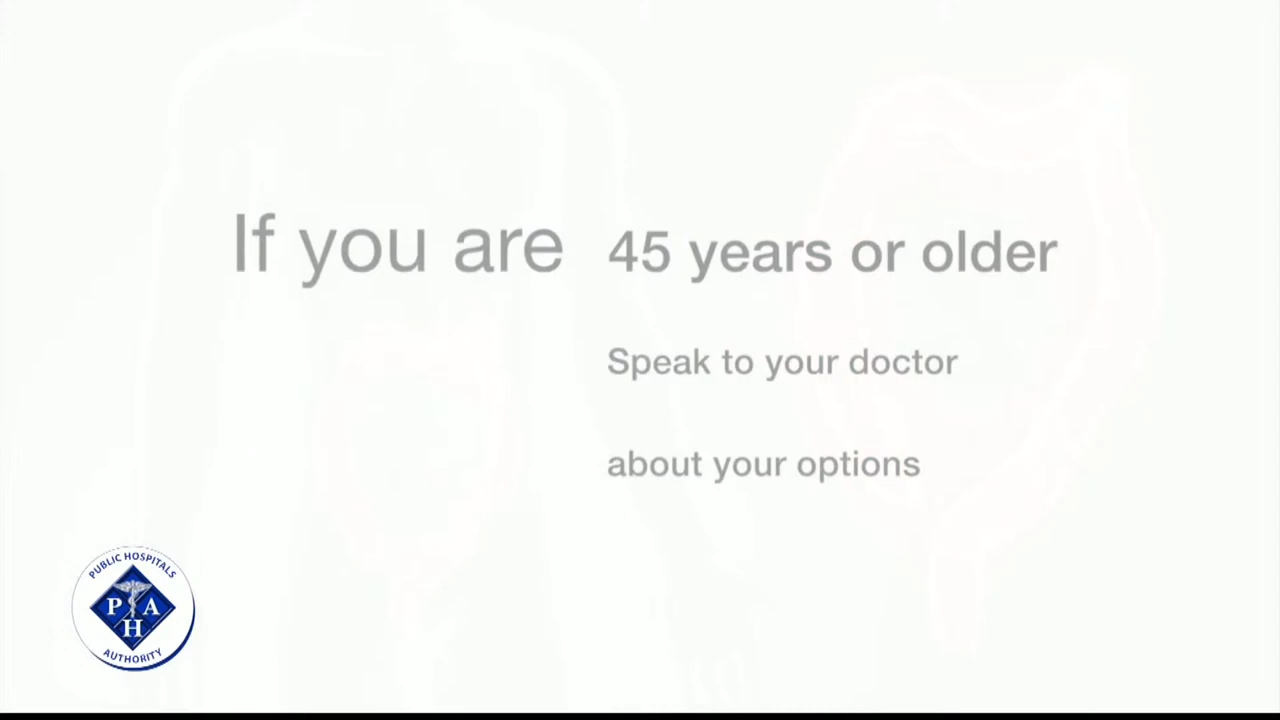 If you are 45 years or older
Speak to your doctor
about your options
PUBLIC HOSPITALS
P A
H
AUTHORITY